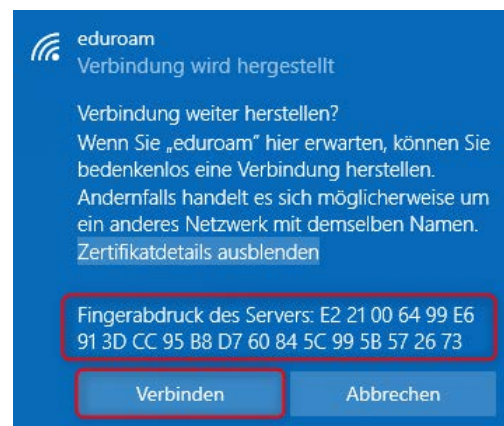 eduroam
Verbindung wird hergestellt
Verbindung weiter herstellen?
Wenn Sie „eduroam“ hier erwarten, können Sie
bedenkenlos eine Verbindung herstellen.
Andernfalls handelt es sich möglicherweise um
ein anderes Netzwerk mit demselben Namen.
Zertifikatdetails ausblenden
Fingerabdruck des Servers: E2 21 00 64 99 E6
91 3D CC 95 B8 D7 60 84 5C 99 5B 57 26 73
Verbinden
Abbrechen